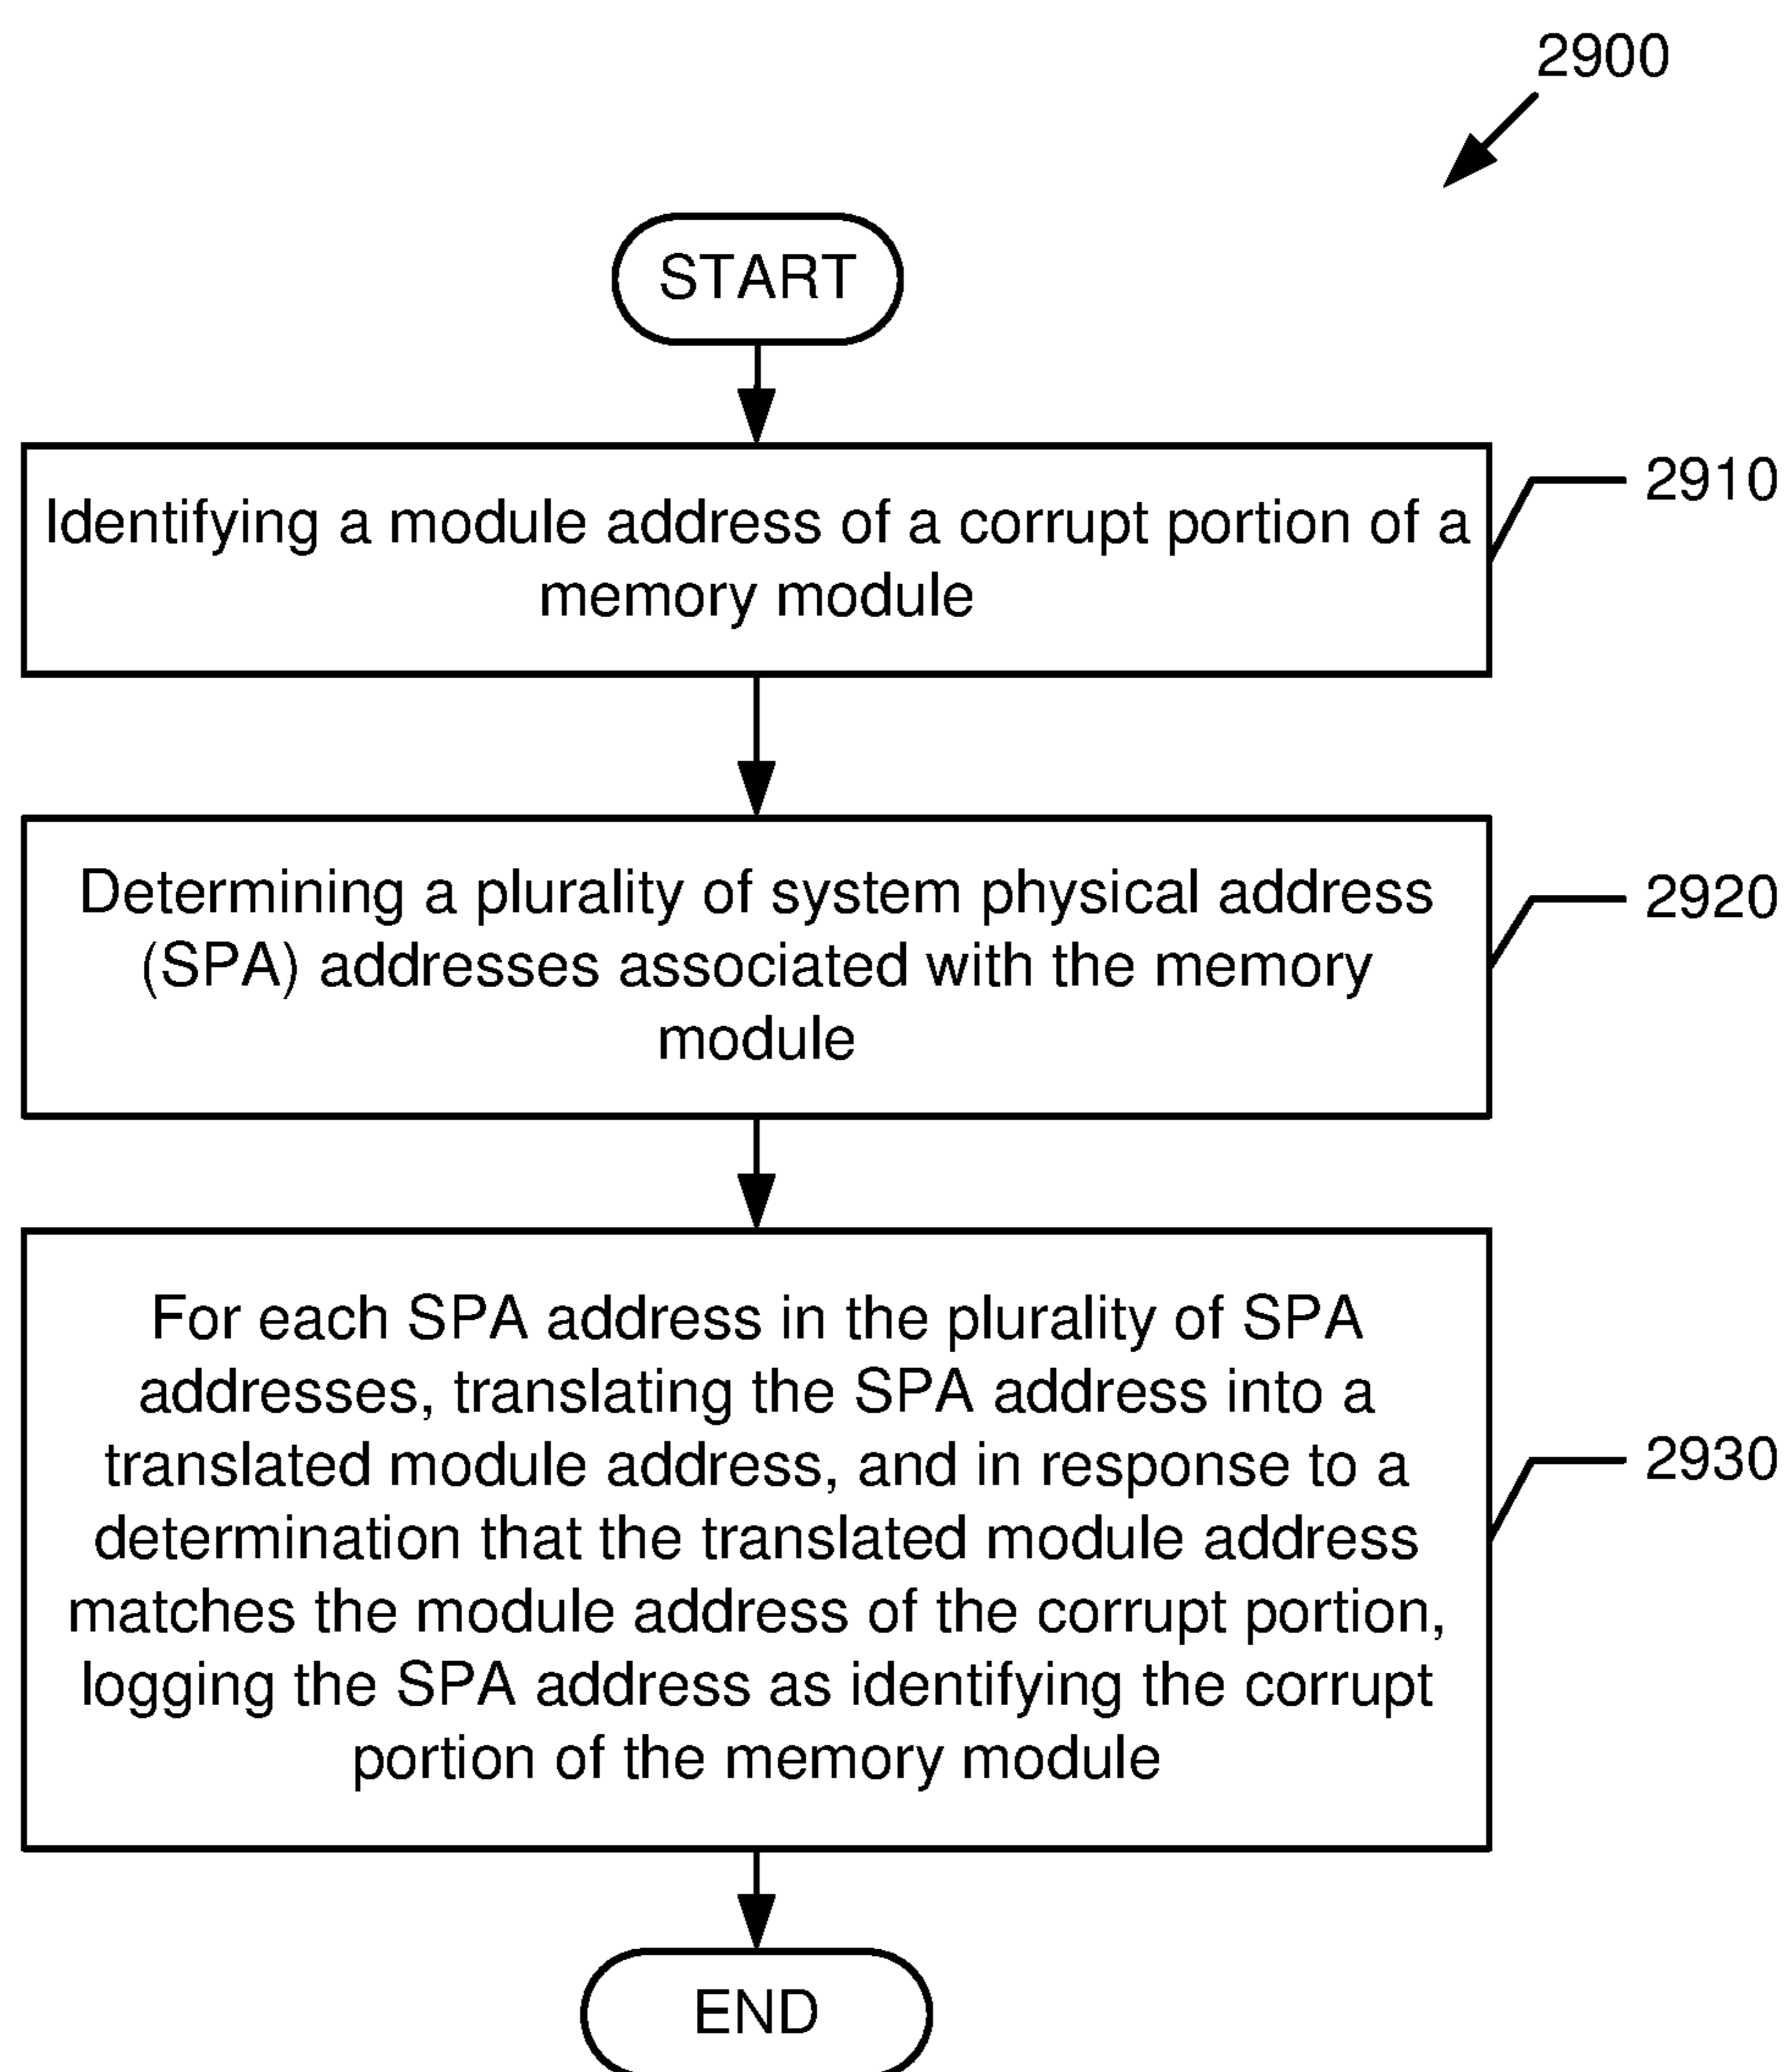 2900
START
Identifying a module address of a corrupt portion of a
memory module
2910
Determining a plurality of system physical address
(SPA) addresses associated with the memory
module
2920
For each SPA address in the plurality of SPA
addresses, translating the SPA address into a
translated module address, and in response to a
determination that the translated module address
matches the module address of the corrupt portion,
logging the SPA address as identifying the corrupt
portion of the memory module
2930
END